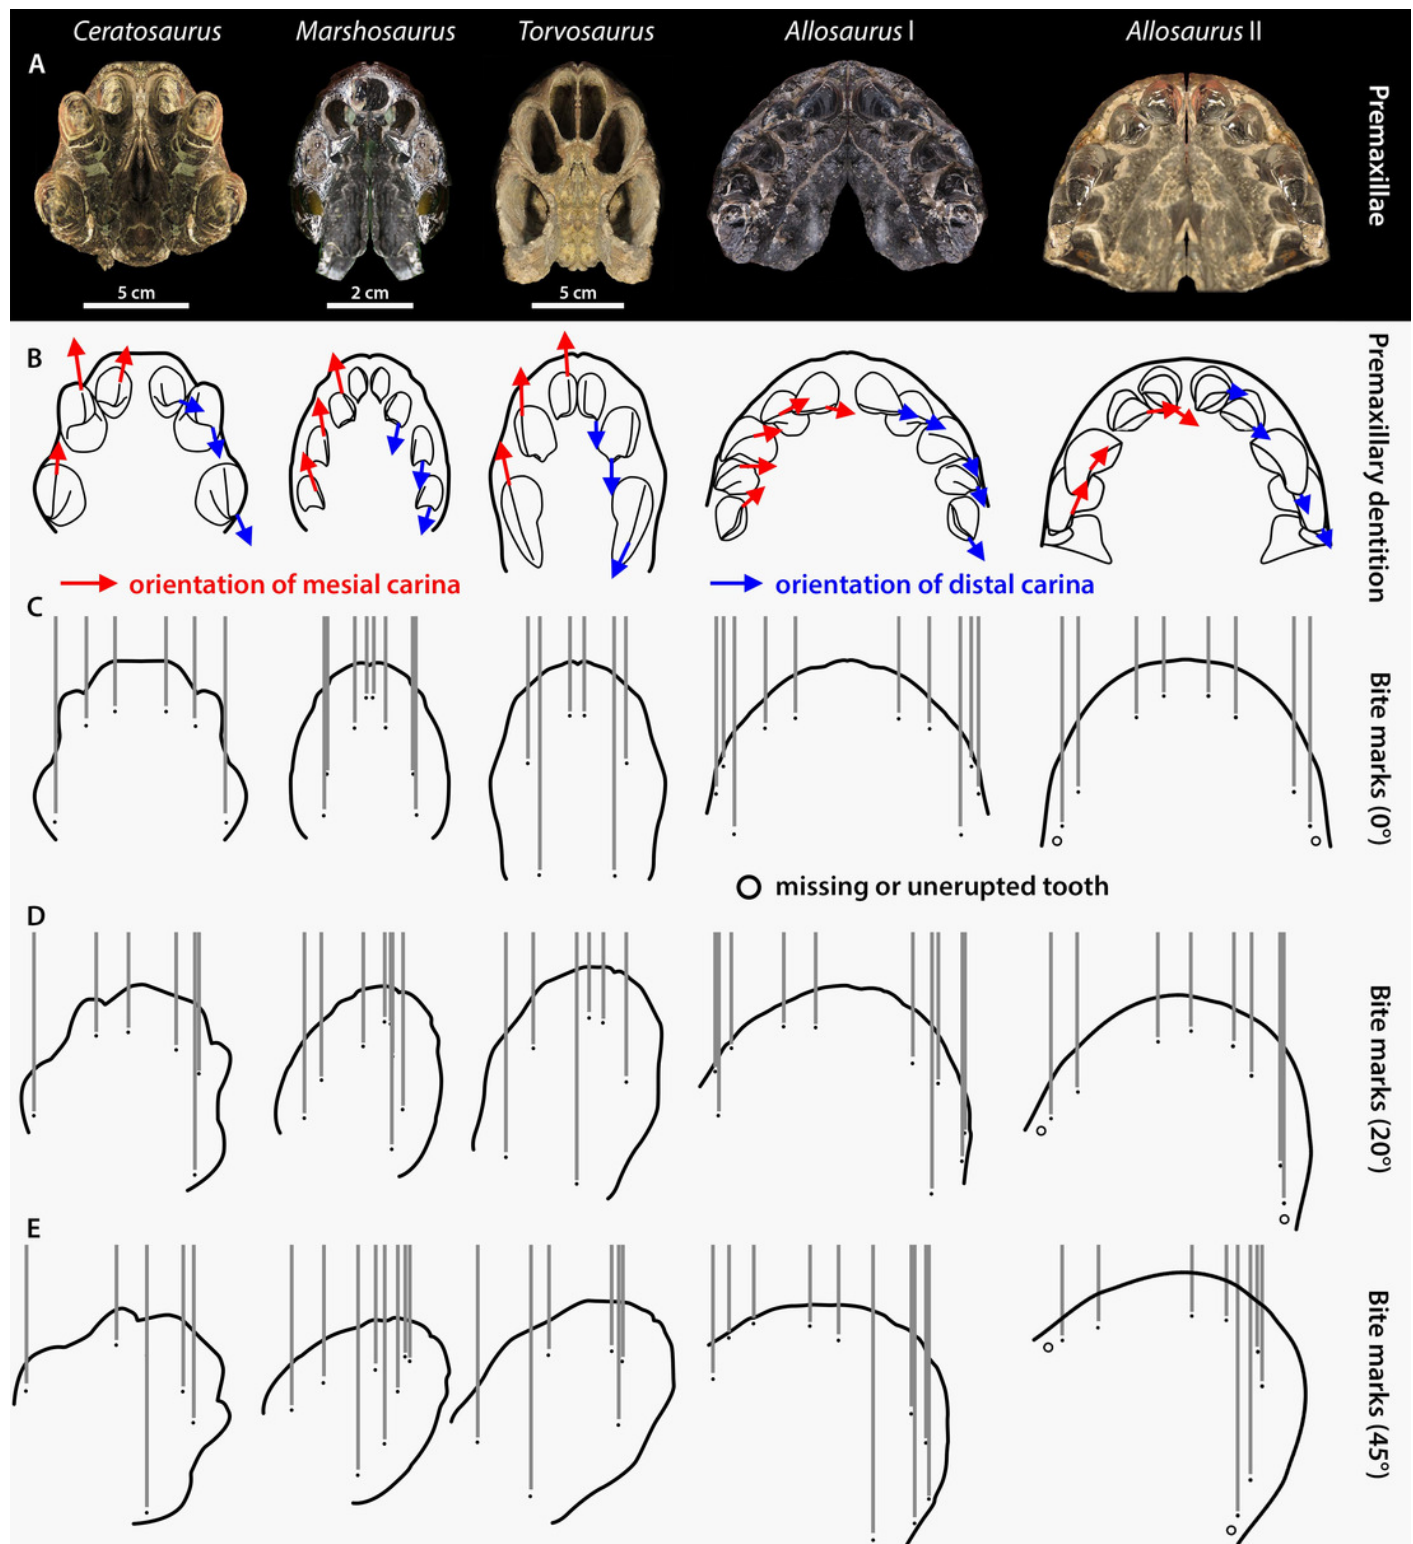 Ceratosaurus
Marshosaurus
Torvosaurus
Allosaurus I
Allosaurus II
A
Premaxillae
5 cm
2 cm
5 cm
B
Premaxillary dentition
orientation of mesial carina
orientation of distal carina
C
Bite marks (0°)
missing or unerupted tooth
D
Bite marks (20°)
E
Bite marks (45°)